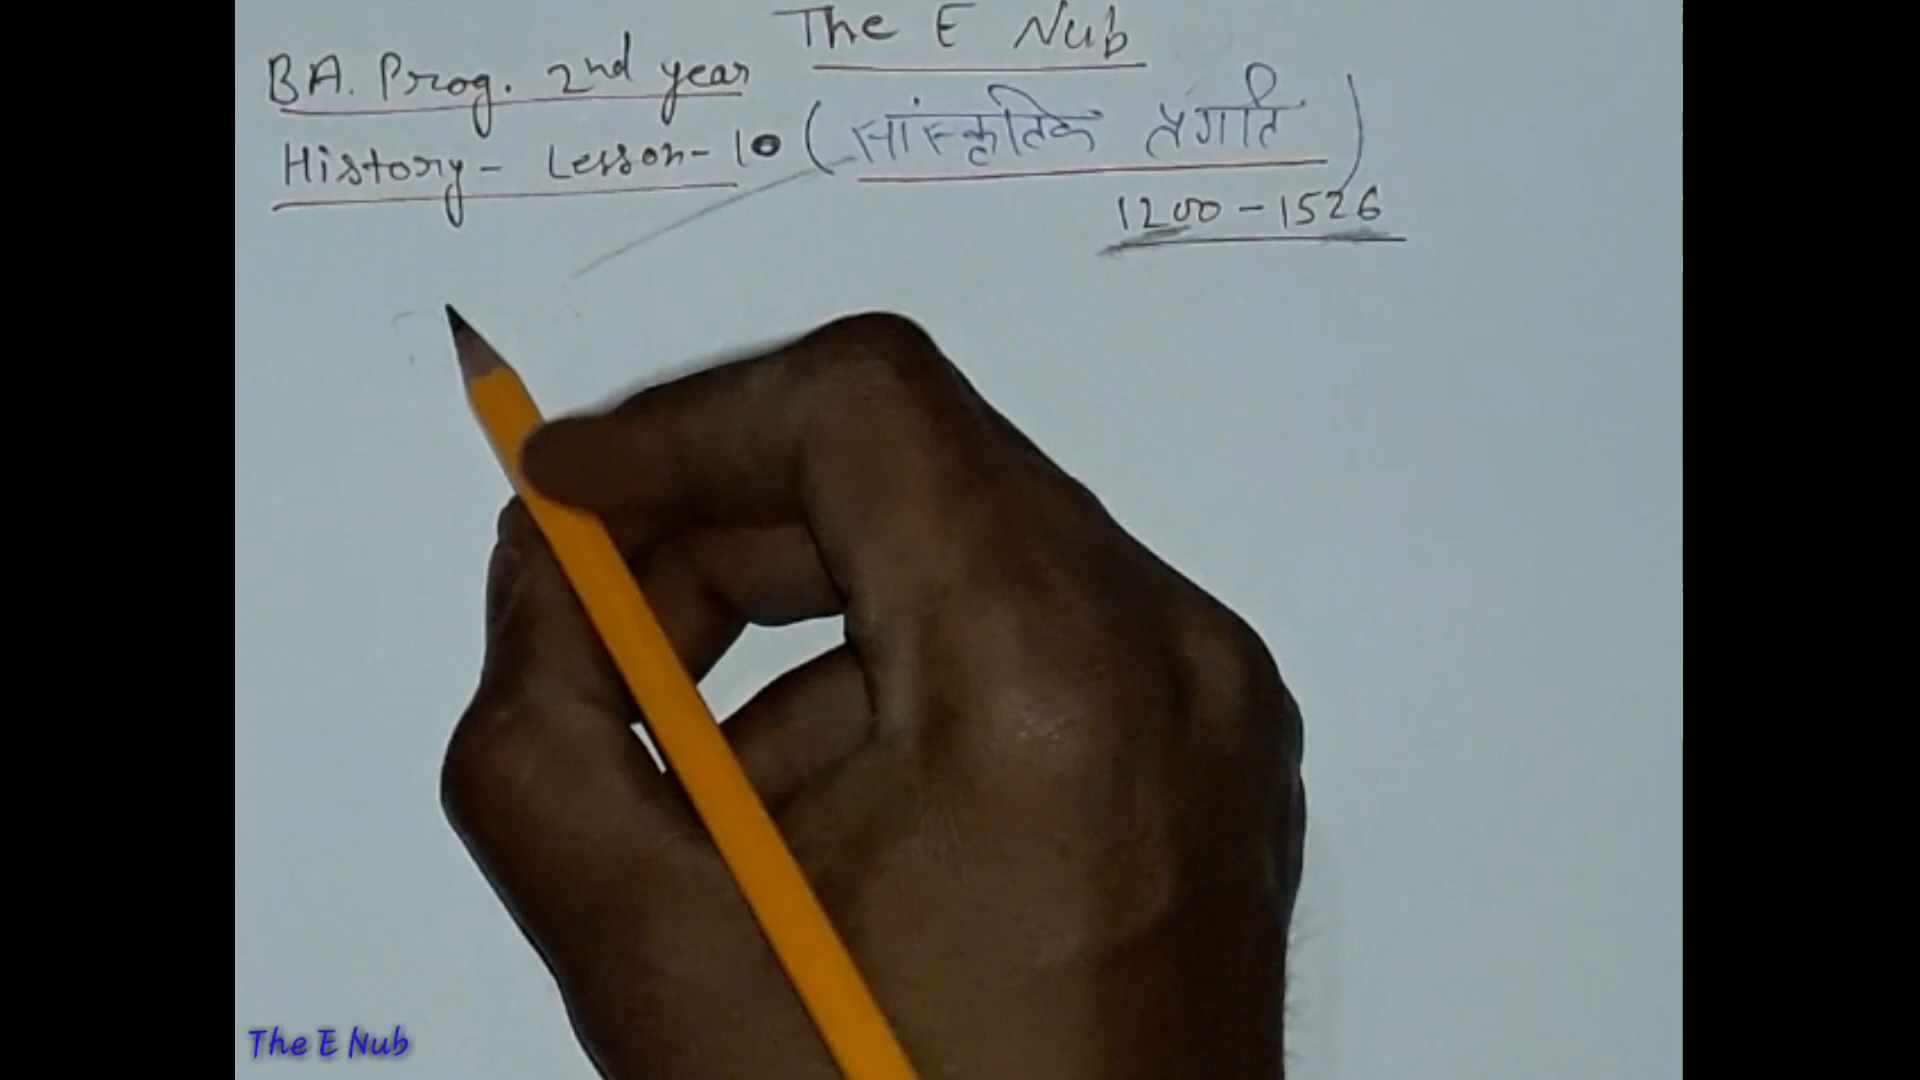 The E Nub
BA. Prog. 2nd year
History - Lesson - 10 (सांस्कृतिक प्रगति)
1200 - 1526
The E Nub